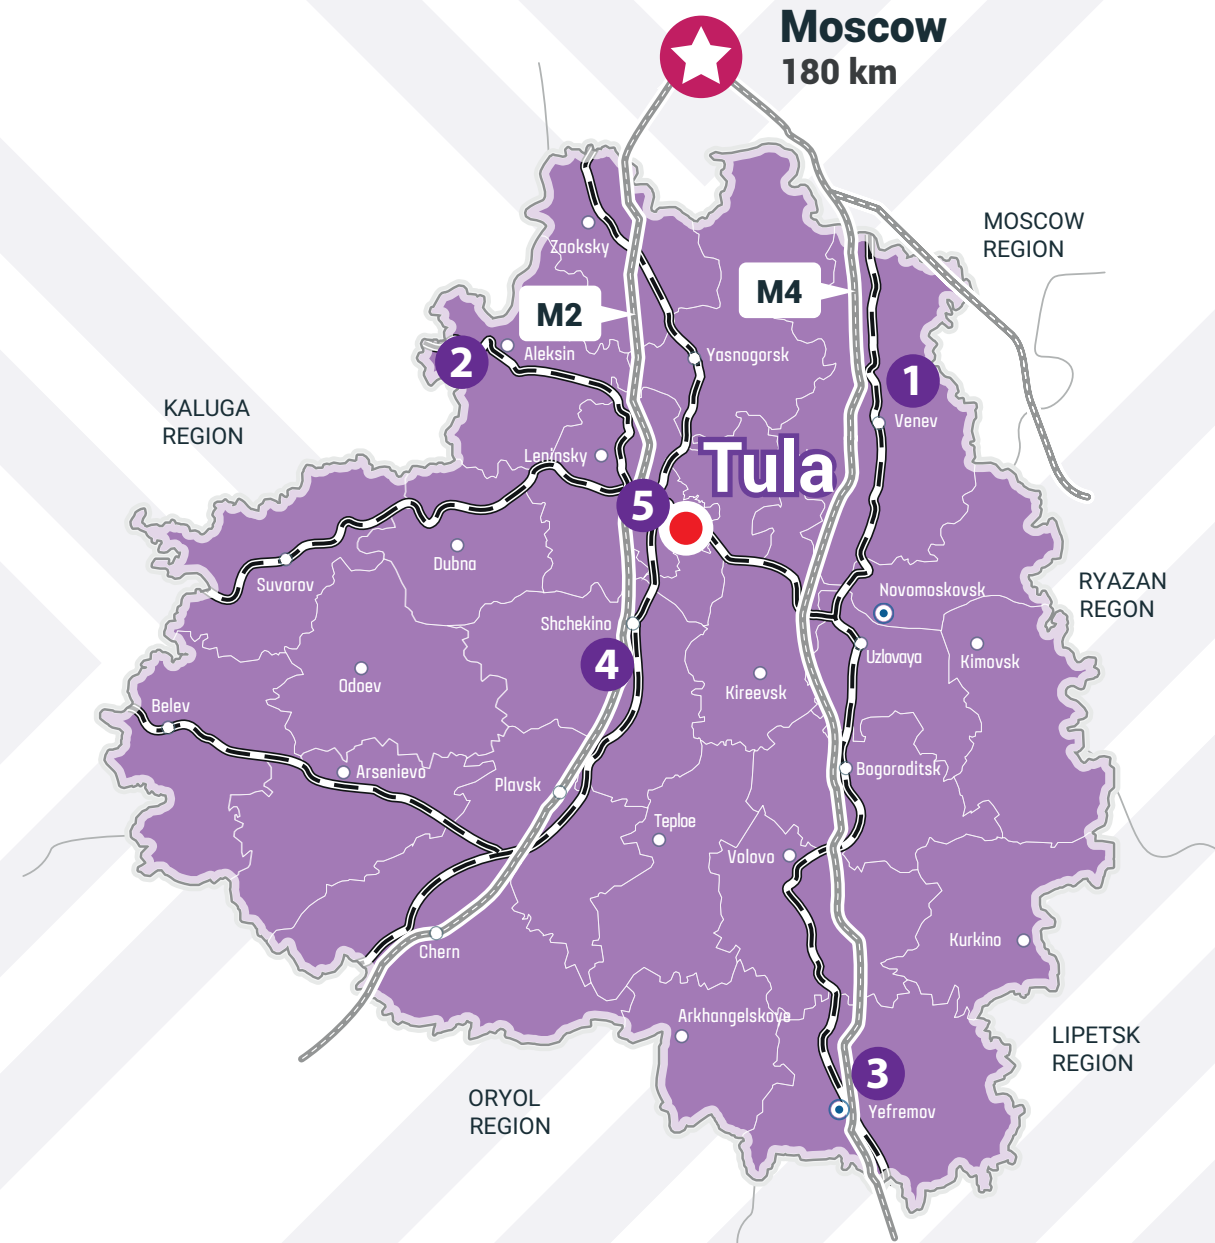 Moscow
180 km
MOSCOW
REGION
Zaoksky
M4
M2
Aleksin
Yasnogorsk
2
1
KALUGA
REGION
Venev
Leninsky
Tula
5
Dubna
Suvorov
RYAZAN
REGON
Novomoskovsk
Shchekino
4
Uzlovaya
Kimovsk
Odoev
Kireevsk
Belev
Arsenievo
Bogoroditsk
Plavsk
Teploe
Volovo
Kurkino
Chern
Arkhangelskoye
LIPETSK
REGION
3
ORYOL
REGION
Yefremov